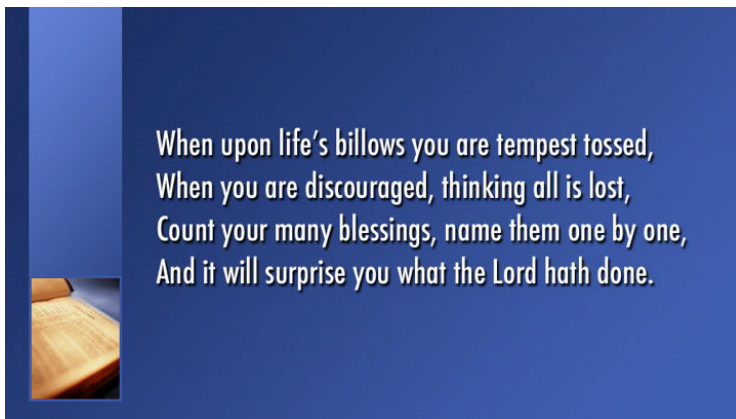 When upon life's billows you are tempest tossed,
When you are discouraged, thinking all is lost,
Count your many blessings, name them one by one,
And it will surprise you what the Lord hath done.